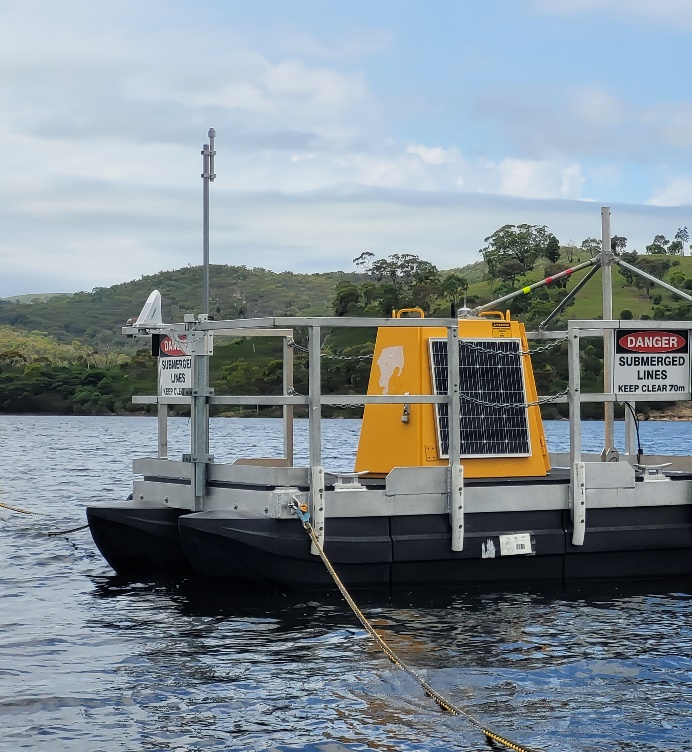 DANGER
SUBMERGED
LINES
KEEP CLEAR 70m
SUBMERGED
LINES